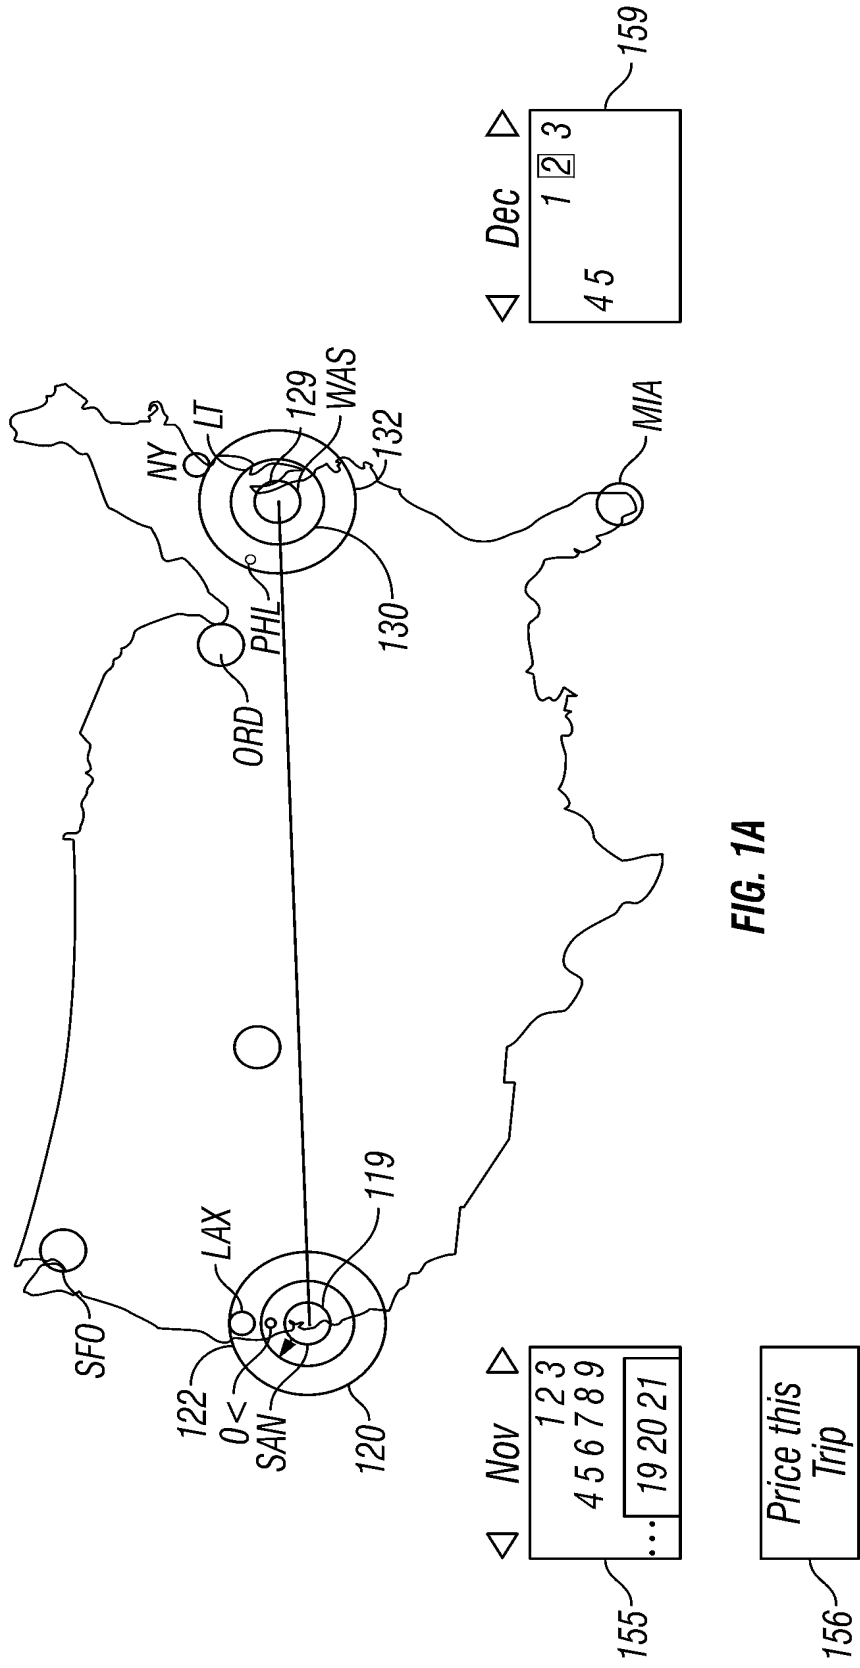 SFO
122
0<
SAN
120
LAX
119
ORD
PHL
NY
LT
129
WAS
132
130
MIA
Nov
1 2 3
4 5 6 7 8 9
... 19 20 21
155
Dec
1 2 3
4 5
159
Price this
Trip
156
FIG. 1A